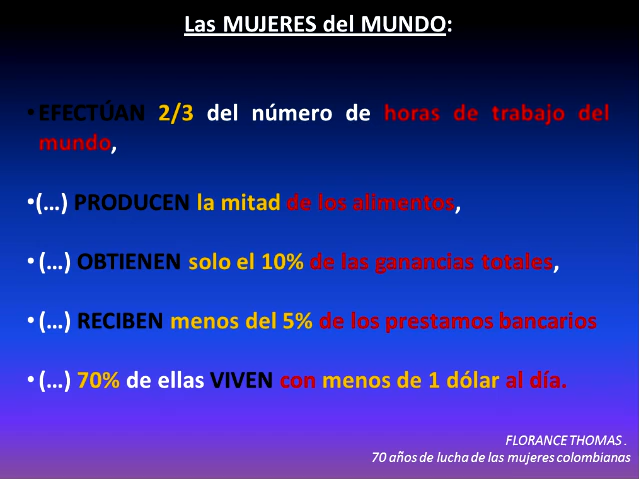 Las MUJERES del MUNDO:
• EFECTÚAN 2/3 del número de horas de trabajo del
mundo,
•(…) PRODUCEN la mitad de los alimentos,
• (…) OBTIENEN solo el 10% de las ganancias totales,
• (…) RECIBEN menos del 5% de los prestamos bancarios
• (…) 70% de ellas VIVEN con menos de 1 dólar al día.
FLORANCE THOMAS .
70 años de lucha de las mujeres colombianas